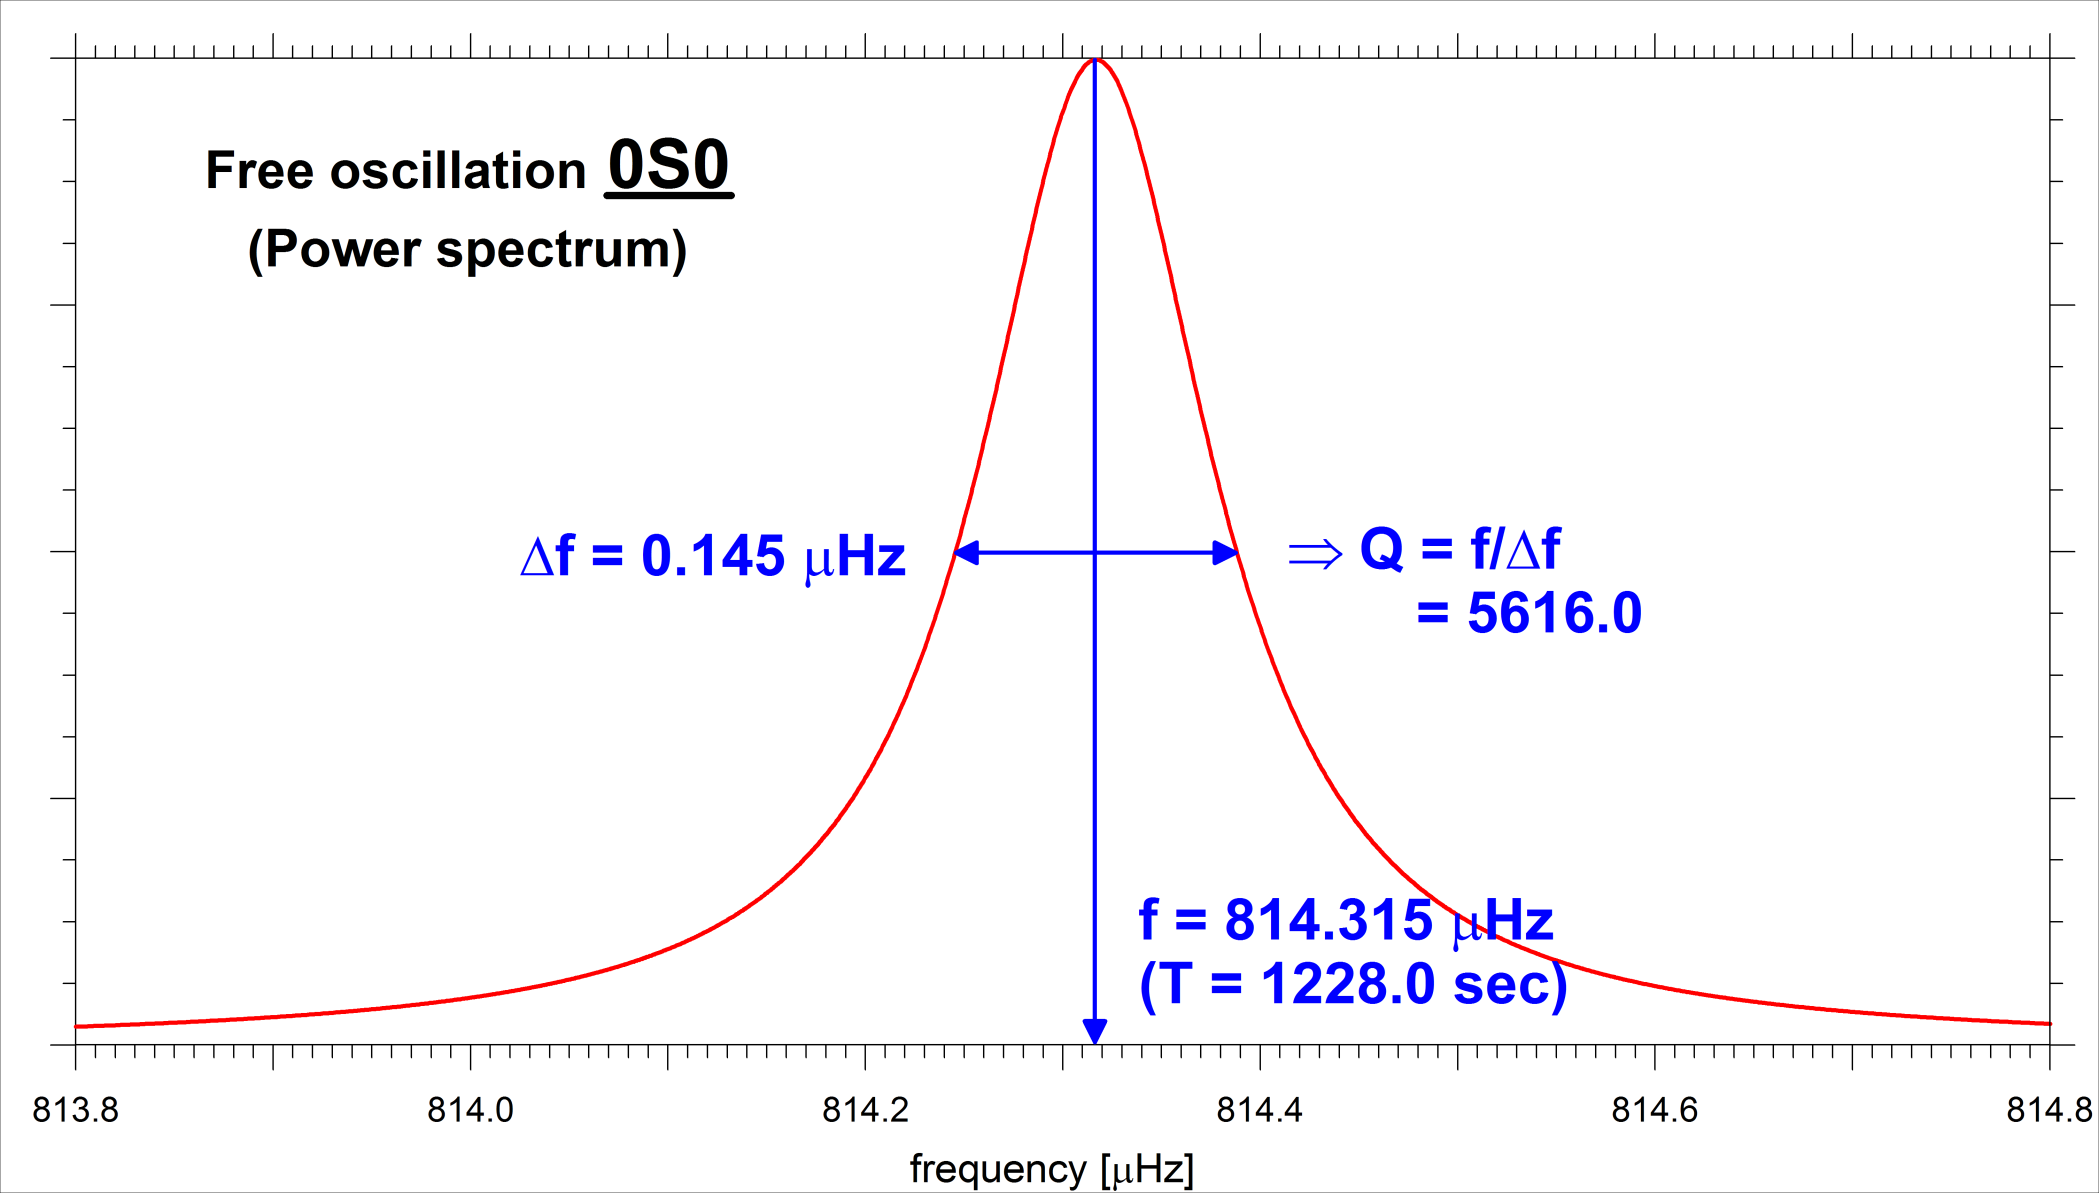 Free oscillation 0S0
(Power spectrum)
Δf = 0.145 μHz
⇒ Q = f/Δf
= 5616.0
f = 814.315 μHz
(T = 1228.0 sec)
813.8 814.0 814.2 814.4 814.6 814.8
frequency [μHz]